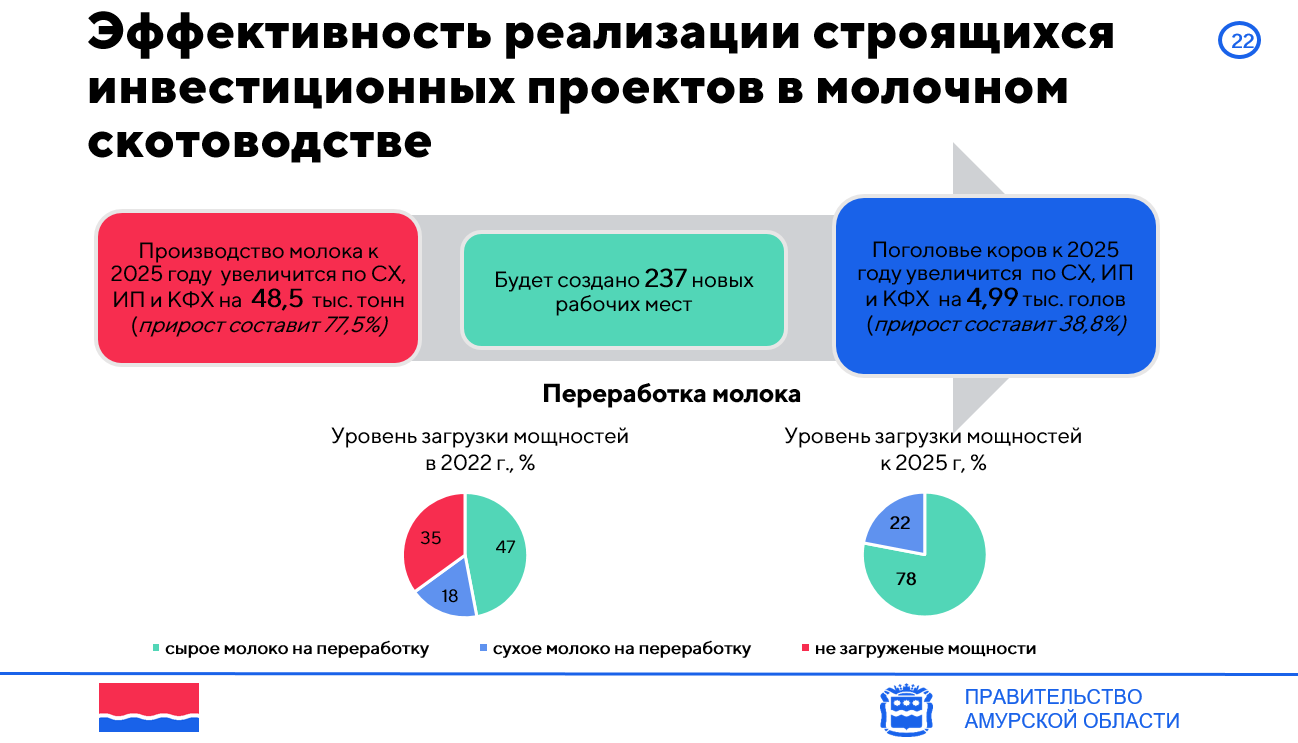 Эффективность реализации строящихся
инвестиционных проектов в молочном
скотоводстве
22
Производство молока к
2025 году увеличится по СХ,
ИП и КФХ на 48,5 тыс. тонн
(прирост составит 77,5%)
Будет создано 237 новых
рабочих мест
Поголовье коров к 2025
году увеличится по СХ, ИП
и КФХ на 4,99 тыс. голов
(прирост составит 38,8%)
Переработка молока
Уровень загрузки мощностей
в 2022 г., %
Уровень загрузки мощностей
к 2025 г, %
35
47
18
22
78
сырое молоко на переработку
сухое молоко на переработку
не загруженые мощности
ПРАВИТЕЛЬСТВО
АМУРСКОЙ ОБЛАСТИ